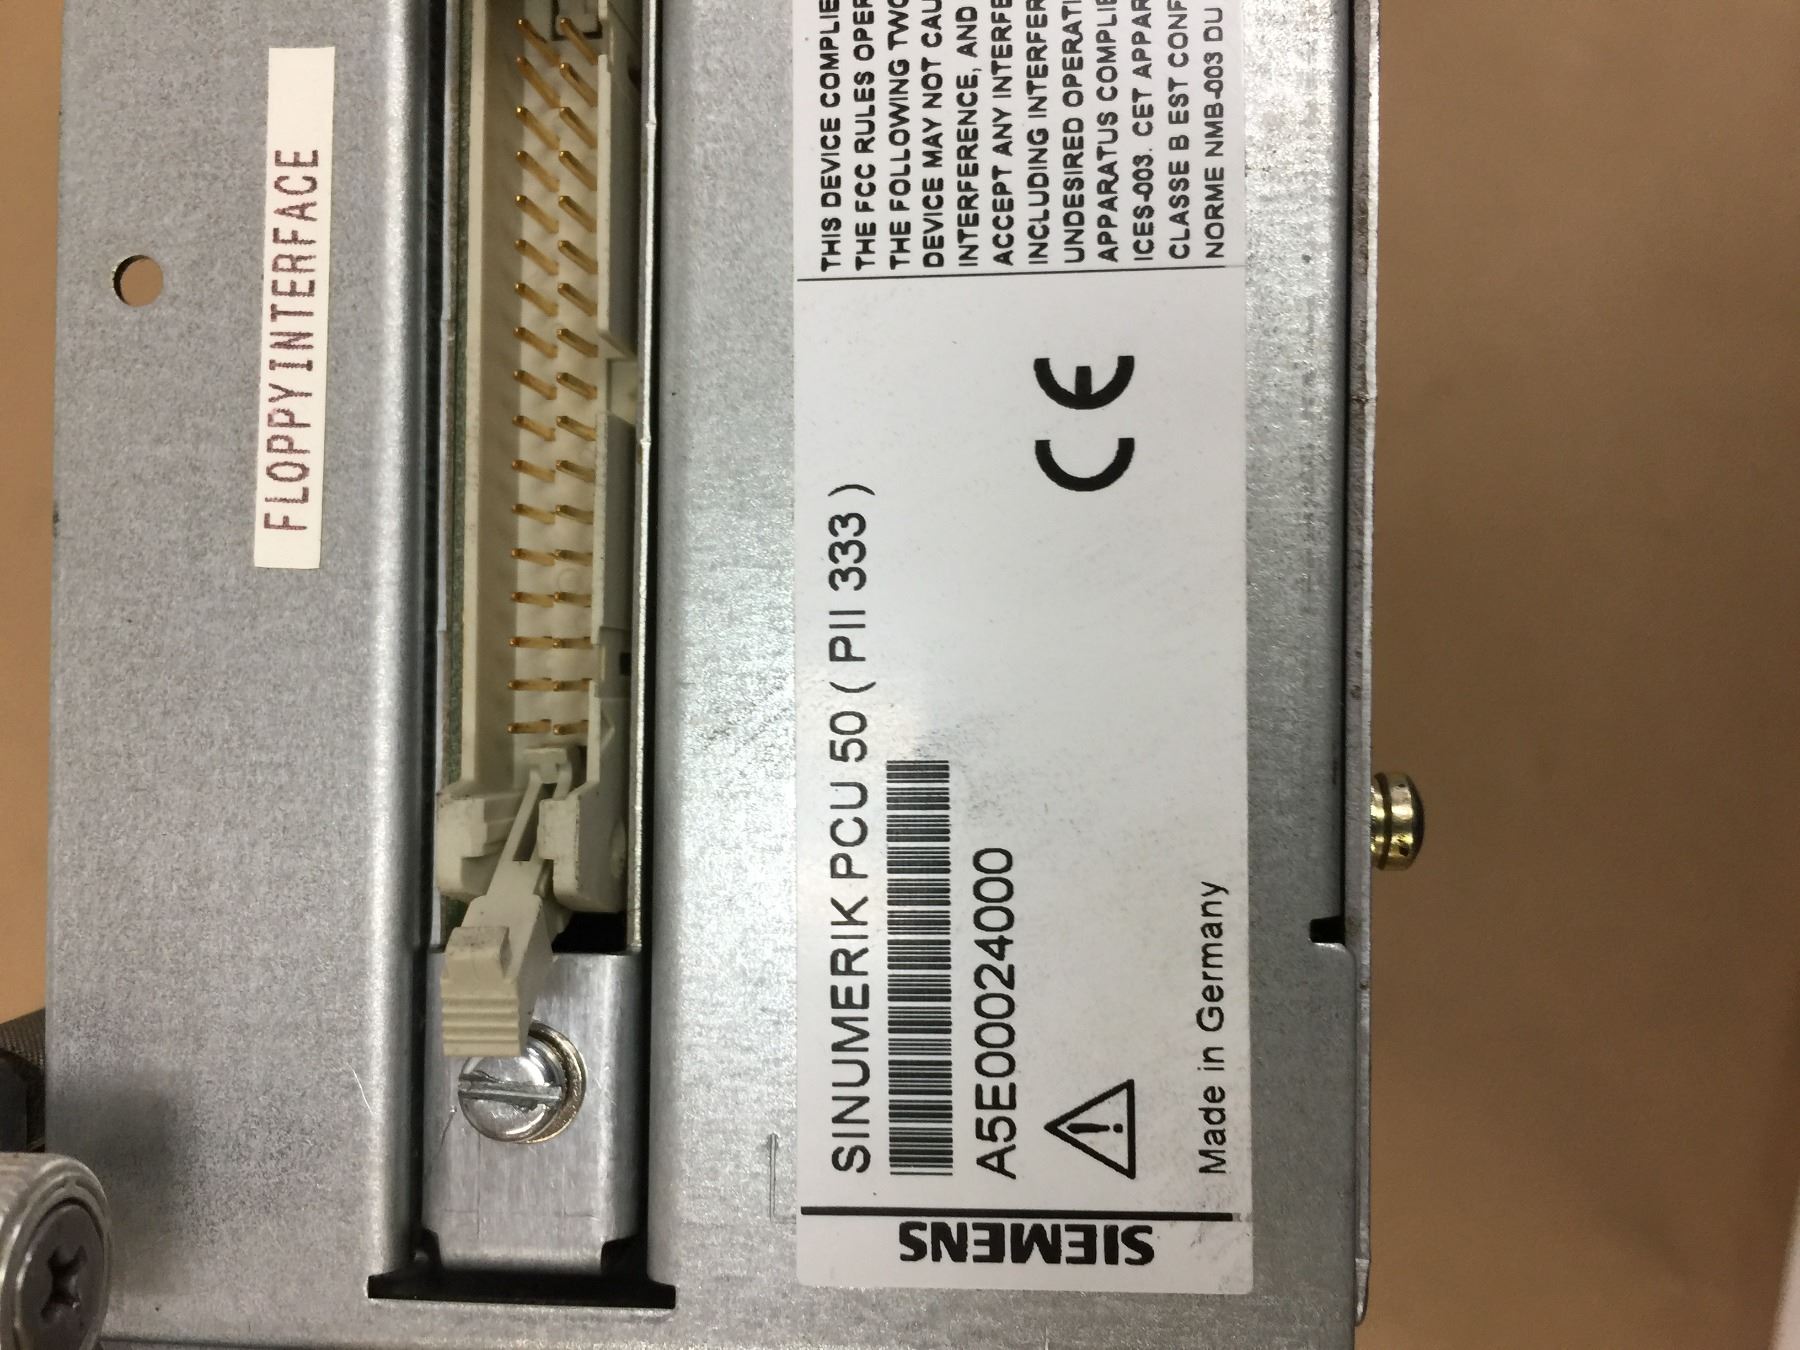 FLOPPYINTERFACE
SIEMENS
SINUMERIK PCU 50 ( PII 333 )
A5E00024000
Made in Germany
CE
THIS DEVICE COMPLIE
THE FCC RULES OPER
THE FOLLOWING TWO
DEVICE MAY NOT CAU
INTERFERENCE, AND
ACCEPT ANY INTERFE
INCLUDING INTERFER
UNDESIRED OPERATI
APPARATUS COMPLIE
ICES-003. CET APPAR
CLASSE B EST CONF
NORME NMB-003 DU